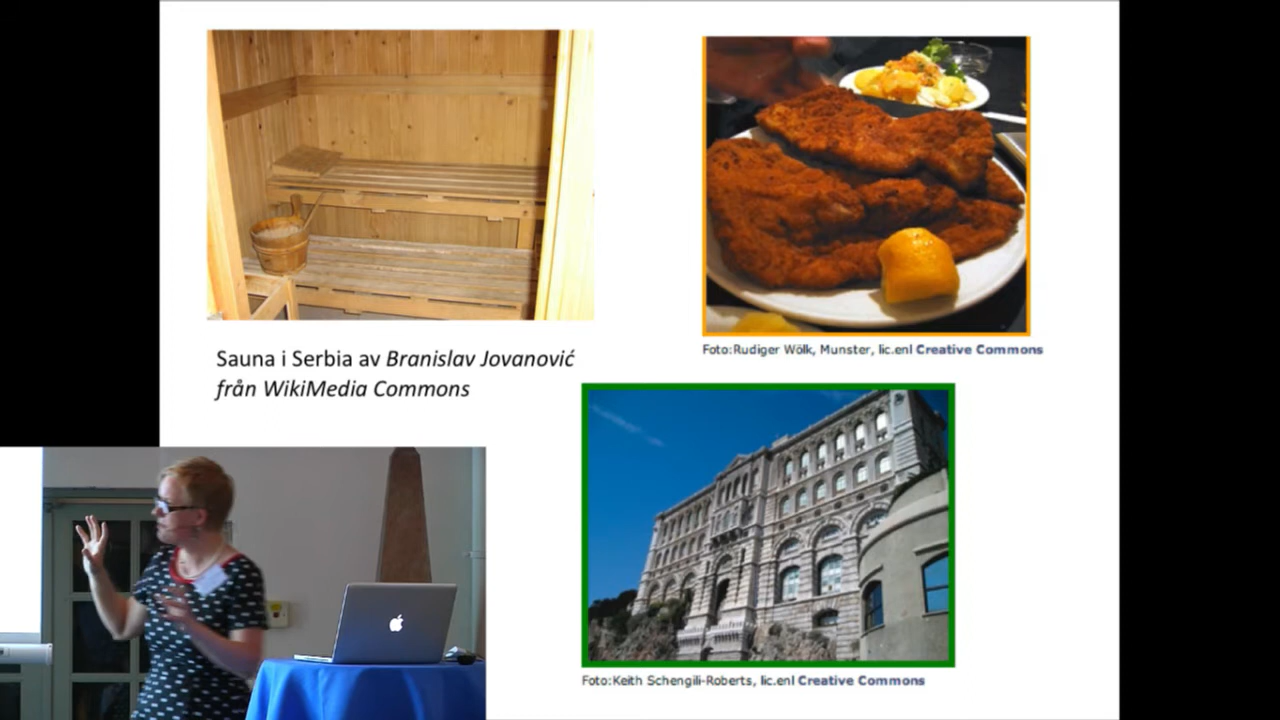 Foto:Rudiger Wölk, Munster, lic.enl Creative Commons
Sauna i Serbia av Branislav Jovanović
från WikiMedia Commons
Foto:Keith Schengili-Roberts, lic.enl Creative Commons